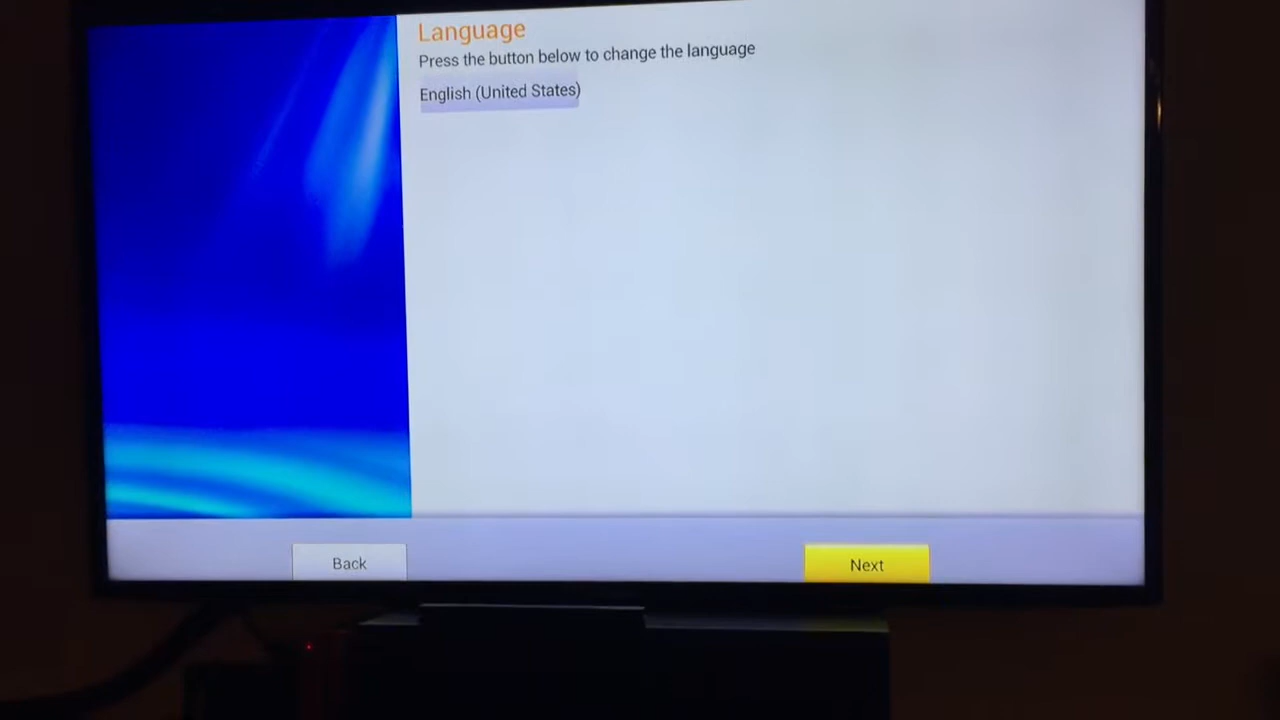 Language
Press the button below to change the language
English (United States)
Back
Next